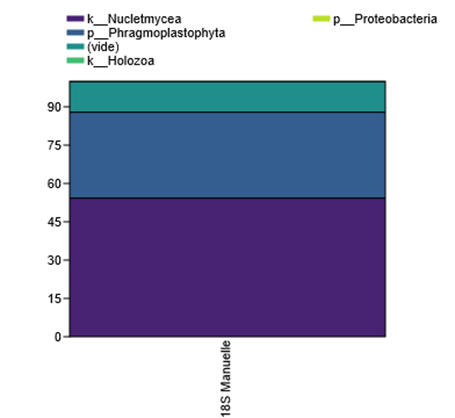 k__Nucletmycea
p__Phragmoplastophyta
(vide)
k__Holozoa
p__Proteobacteria
90
75
60
45
30
15
0
18S Manuelle